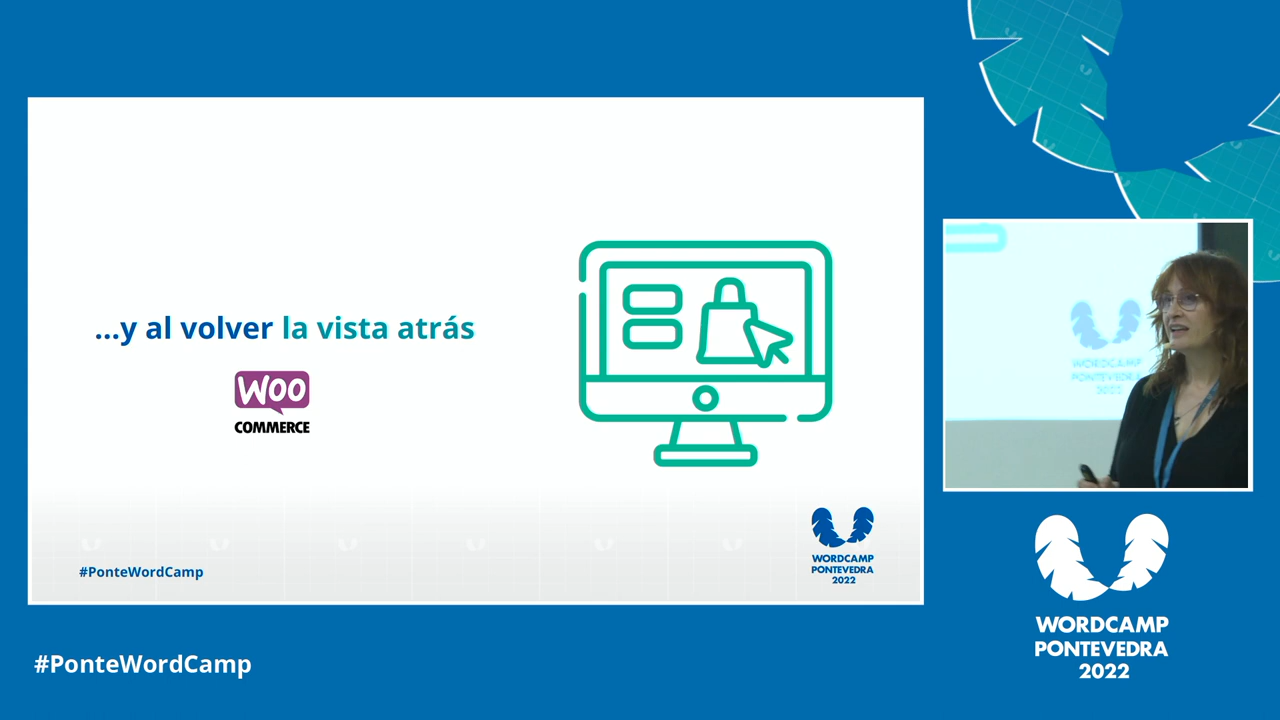 ...y al volver la vista atrás
WOO
COMMERCE
#PonteWordCamp
WORDCAMP
PONTEVEDRA
2022
WORDCAMP
PONTEVEDRA
2022
#PonteWordCamp
WORDCAMP
PONTEVEDRA
2022